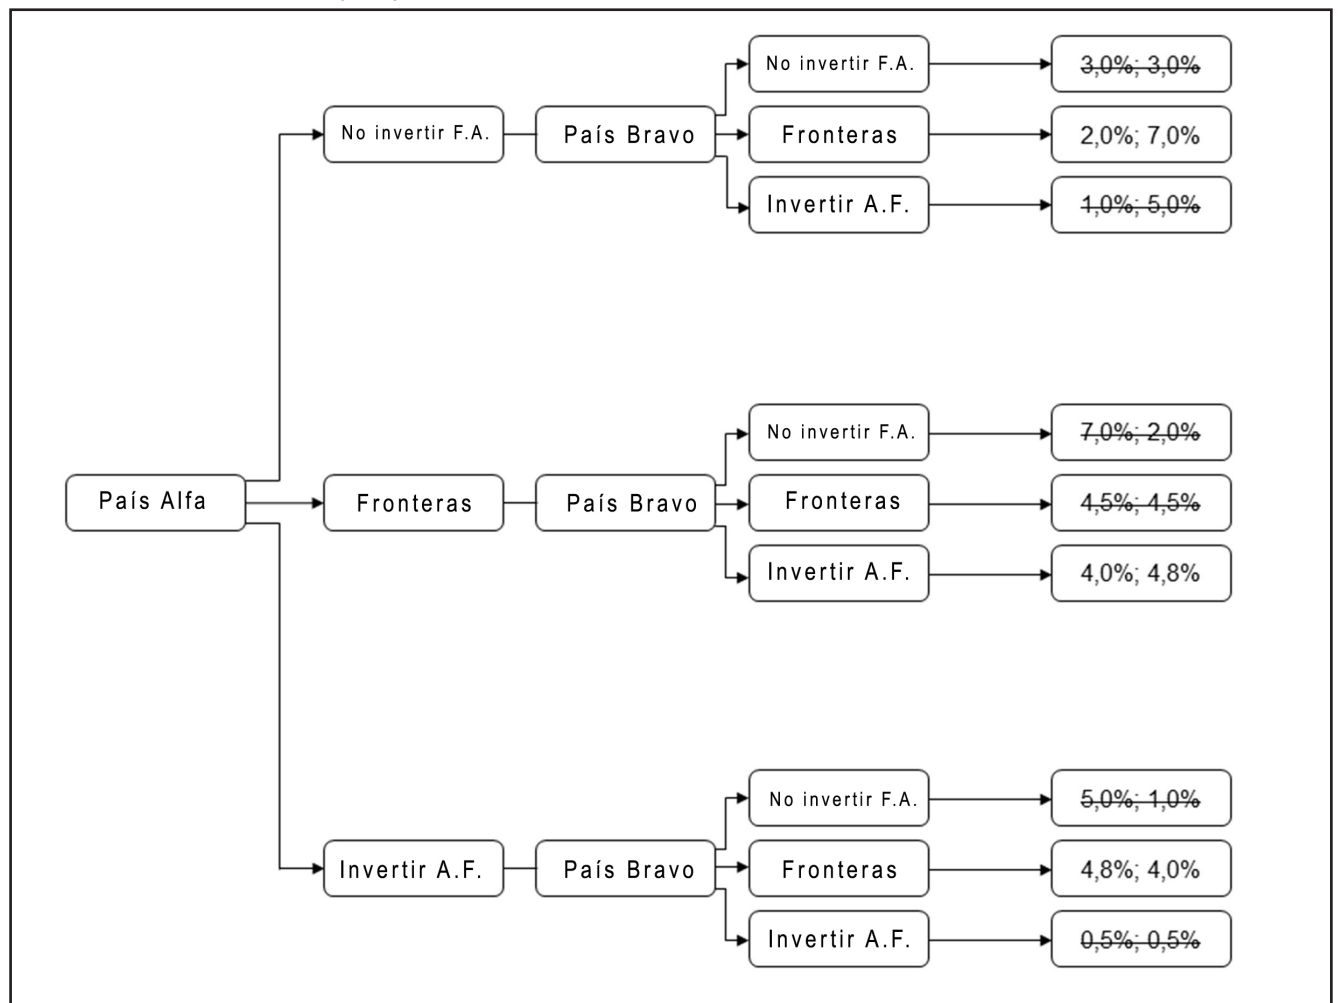 No invertir F.A.
3,0%; 3,0%
No invertir F.A.
País Bravo
Fronteras
2,0%; 7,0%
Invertir A.F.
1,0%; 5,0%
No invertir F.A.
7,0%; 2,0%
País Alfa
Fronteras
País Bravo
Fronteras
4,5%; 4,5%
Invertir A.F.
4,0%; 4,8%
No invertir F.A.
5,0%; 1,0%
Invertir A.F.
País Bravo
Fronteras
4,8%; 4,0%
Invertir A.F.
0,5%; 0,5%